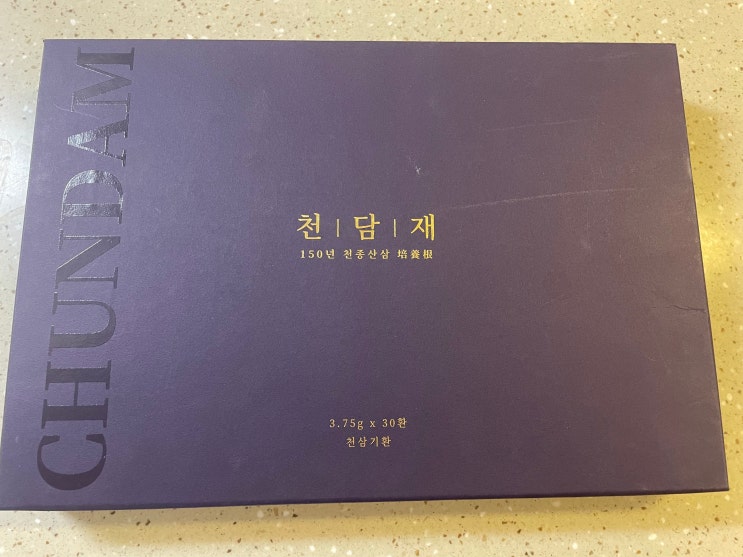 CHUNDAM
천|담|재
150년 천종산삼 培養根
3.75g x 30환
천삼기환